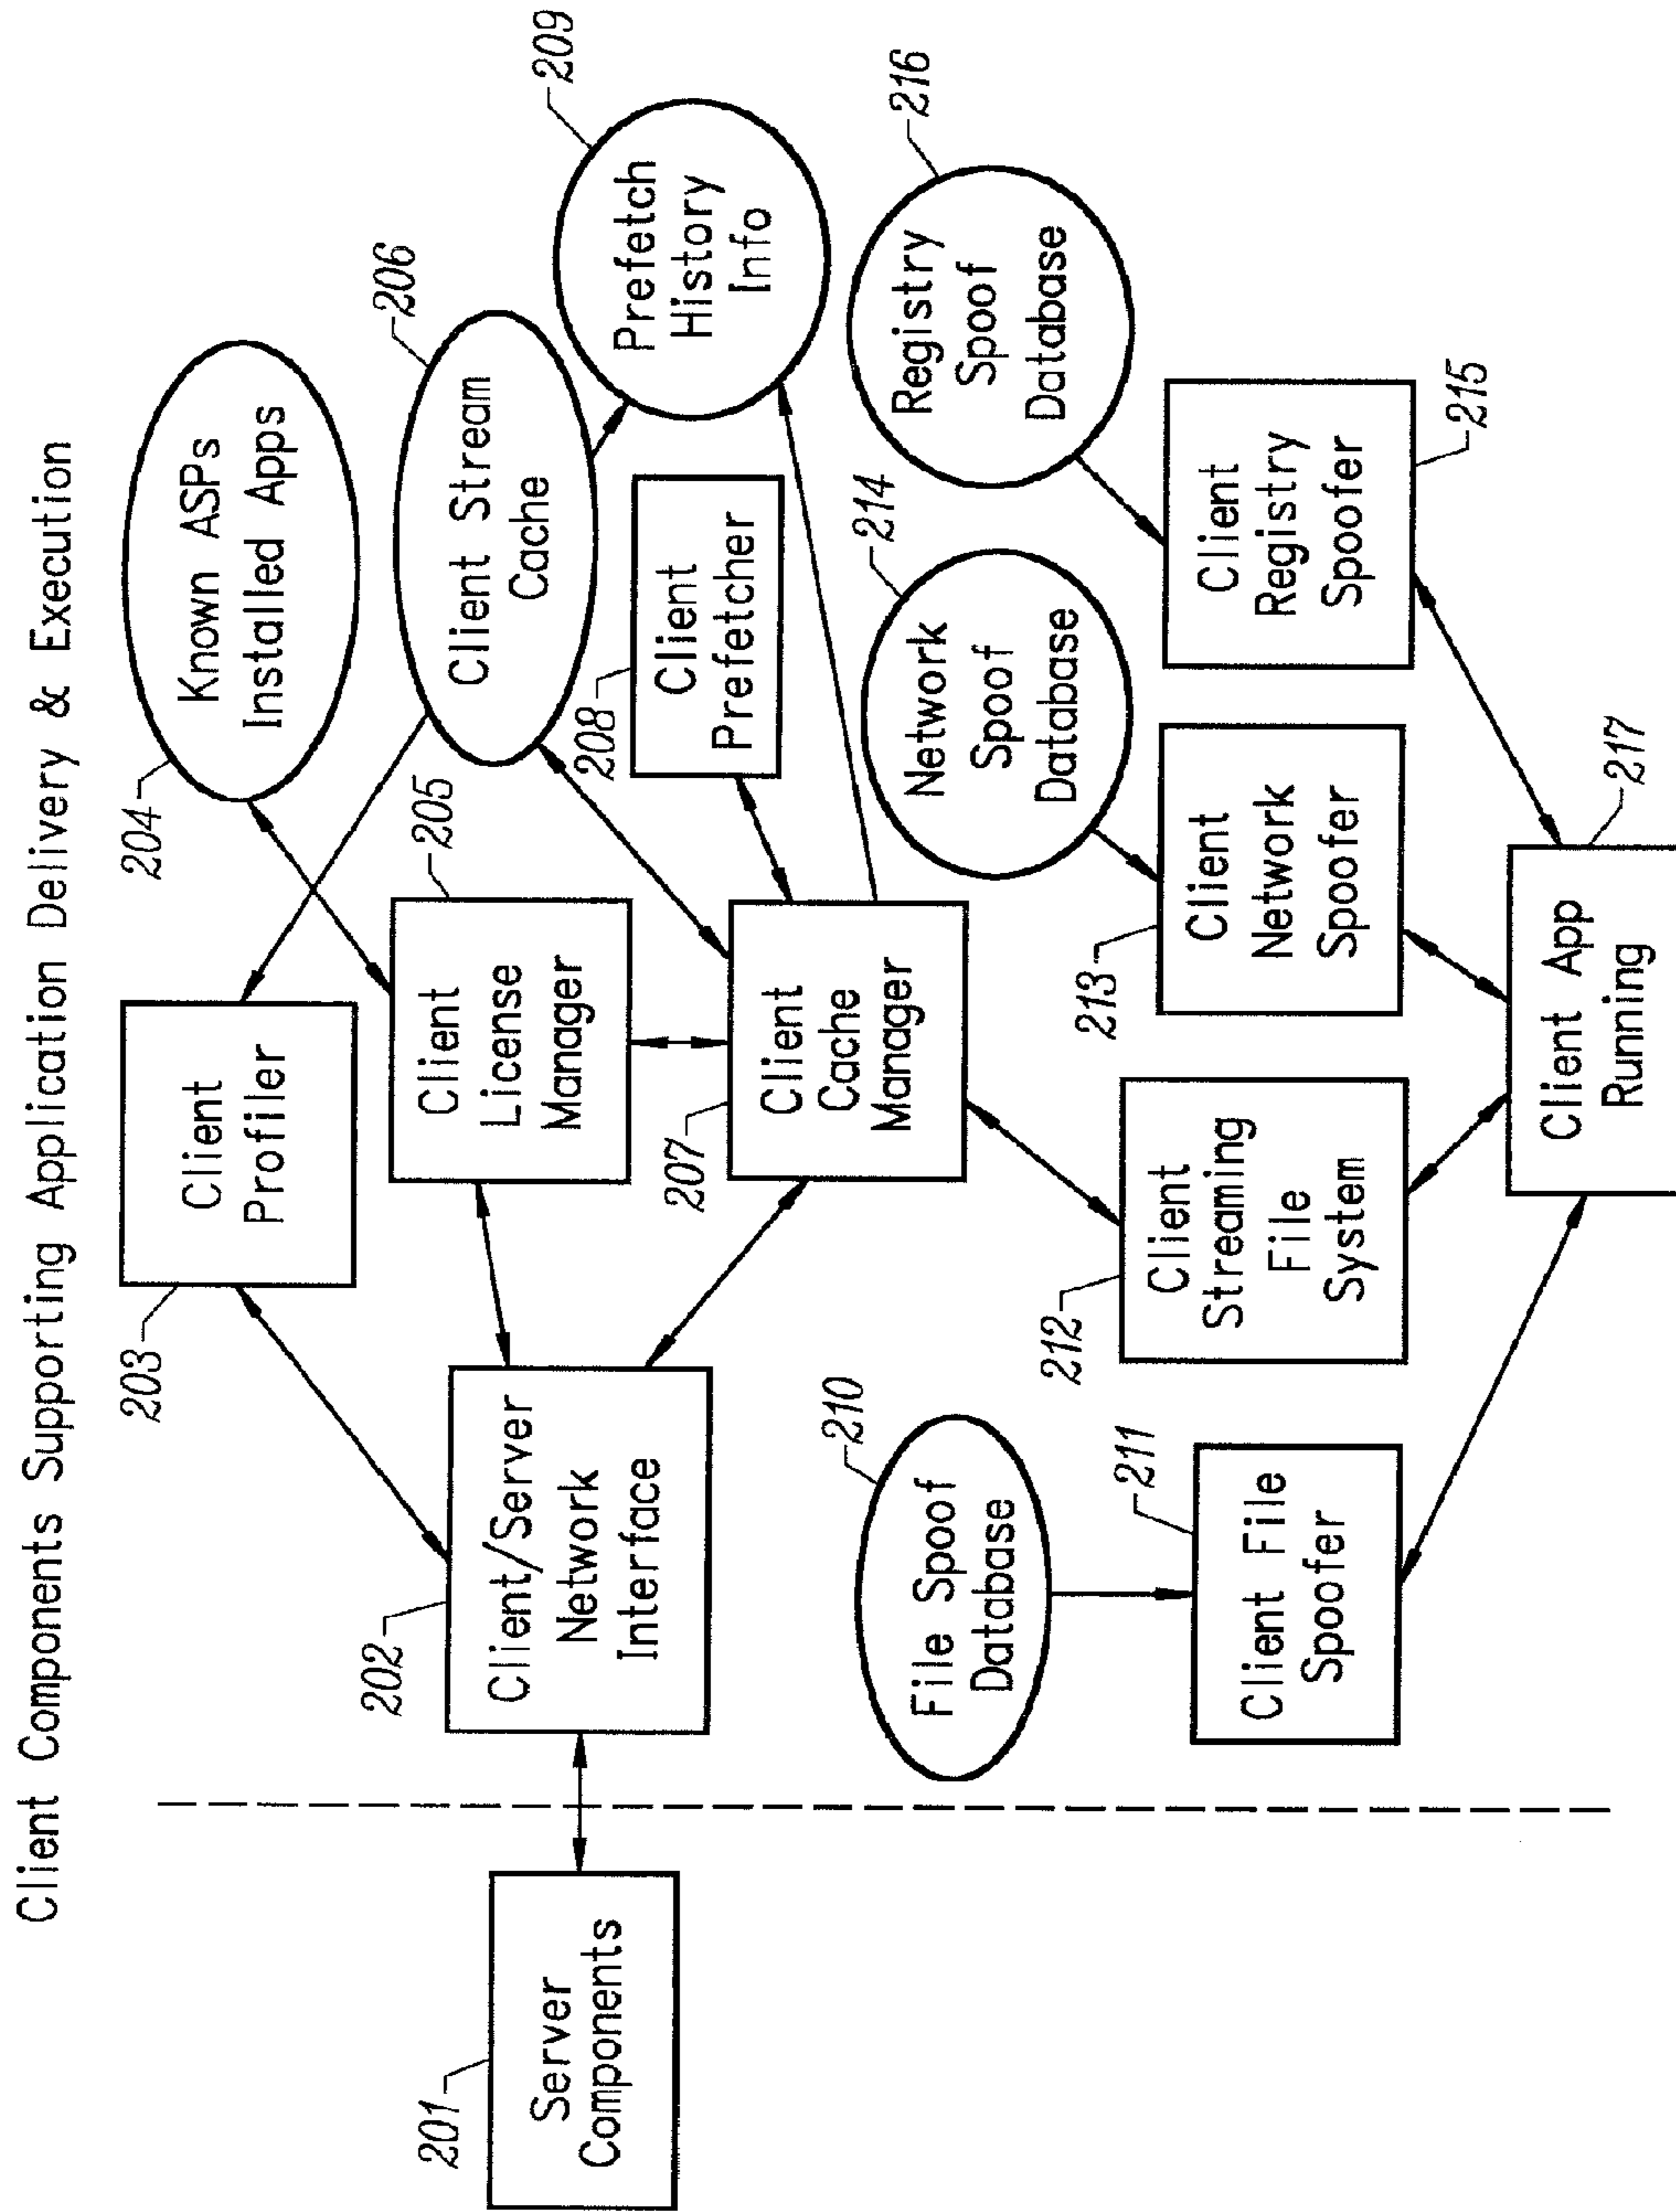 Client Components Supporting Application Delivery & Execution
201
Server
Components
202
Client/Server
Network
Interface
203
Client
Profiler
204
Known ASPs
Installed Apps
205
Client
License
Manager
206
Client Stream
Cache
207
Client
Cache
Manager
208
Client
Prefetcher
209
Prefetch
History
Info
210
File Spoof
Database
211
Client File
Spoofer
212
Client
Streaming
File
System
213
Client
Network
Spoofer
214
Network
Spoof
Database
215
Client
Registry
Spoofer
216
Registry
Spoof
Database
217
Client App
Running